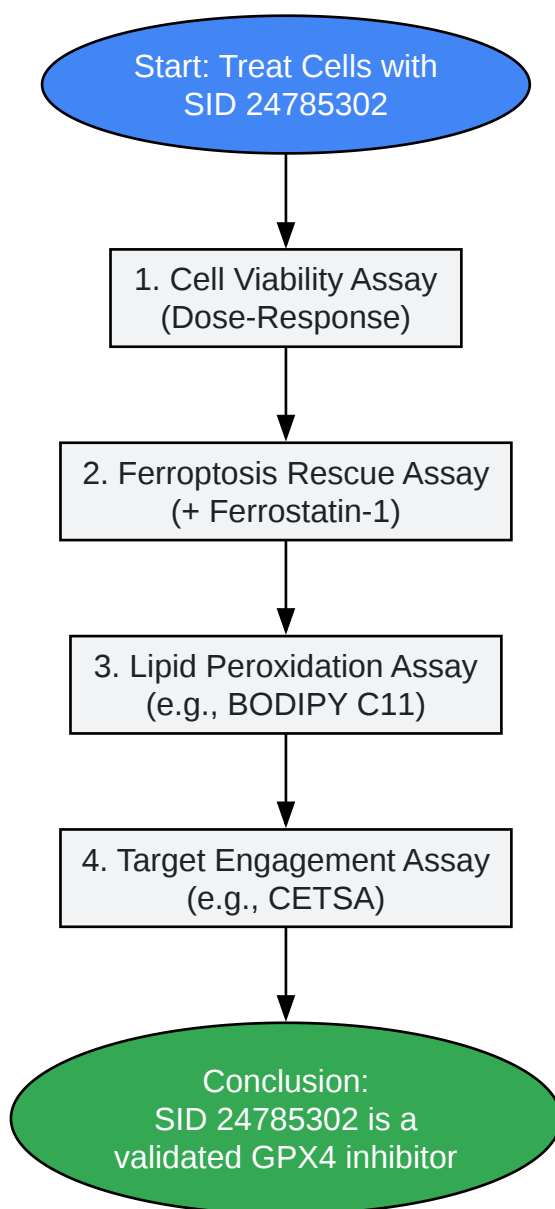 Start: Treat Cells with
SID 24785302
1. Cell Viability Assay
(Dose-Response)
2. Ferroptosis Rescue Assay
(+ Ferrostatin-1)
3. Lipid Peroxidation Assay
(e.g., BODIPY C11)
4. Target Engagement Assay
(e.g., CETSA)
Conclusion:
SID 24785302 is a
validated GPX4 inhibitor